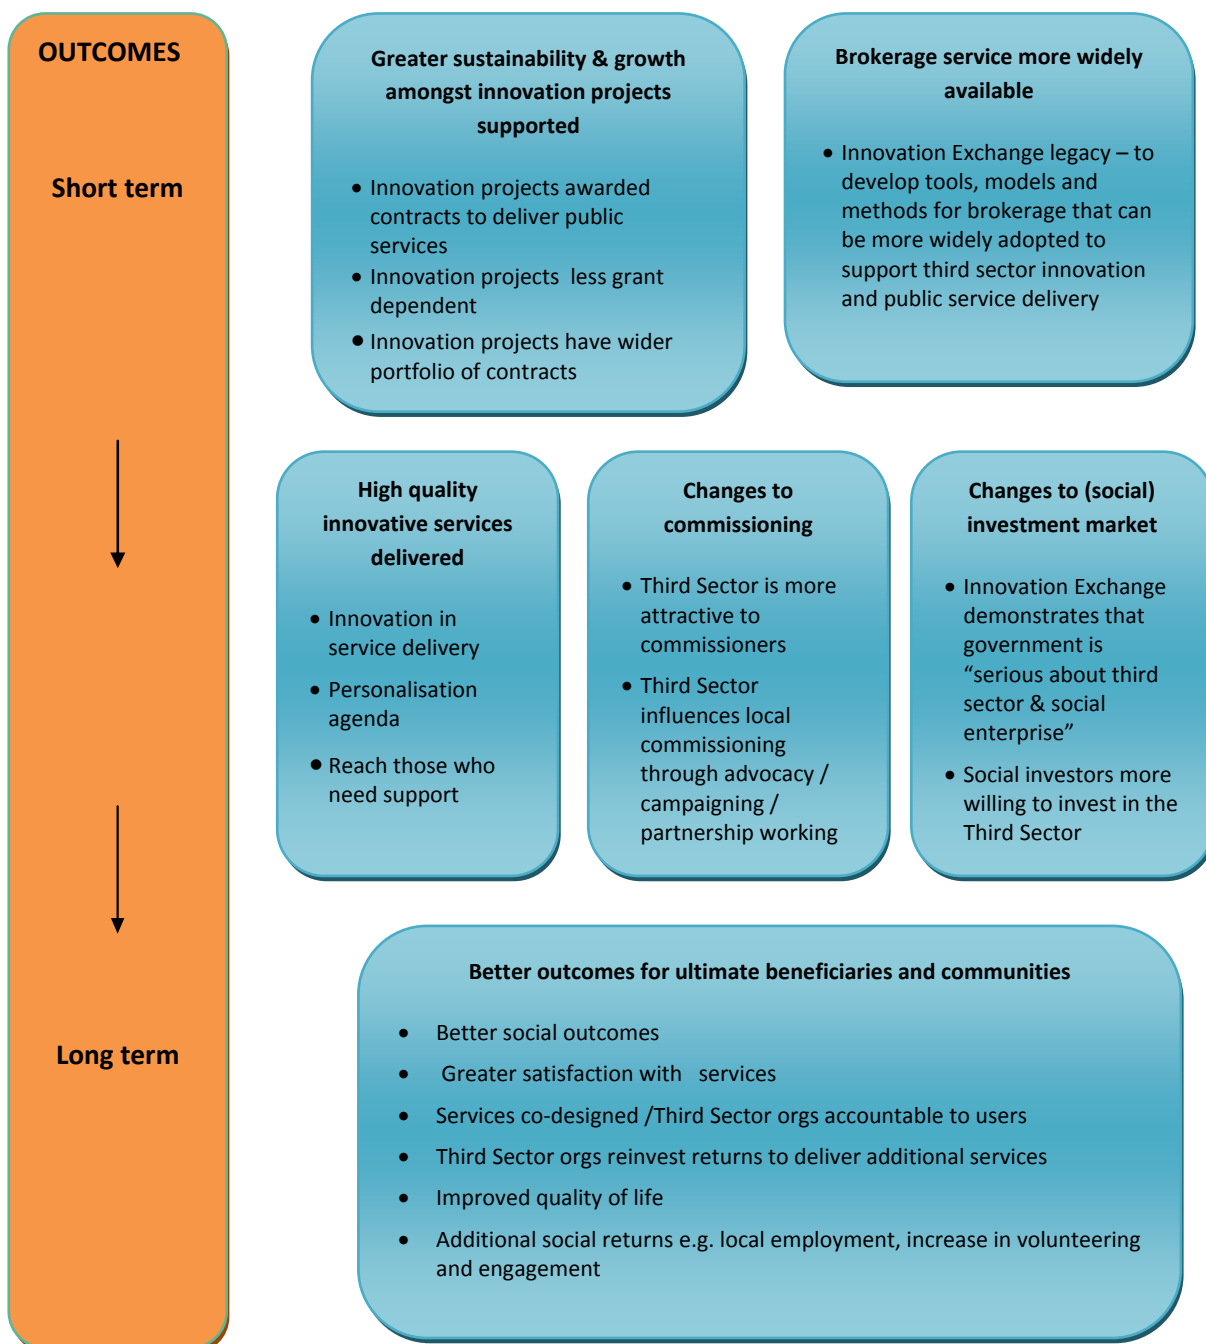 OUTCOMES
Short term
Greater sustainability & growth
amongst innovation projects
supported
• Innovation projects awarded
contracts to deliver public
services
• Innovation projects  less grant
dependent
• Innovation projects have wider
portfolio of contracts
Brokerage service more widely
available
• Innovation Exchange legacy – to
develop tools, models and
methods for brokerage that can
be more widely adopted to
support third sector innovation
and public service delivery
High quality
innovative services
delivered
• Innovation in
service delivery
• Personalisation
agenda
• Reach those who
need support
Changes to
commissioning
• Third Sector is more
attractive to
commissioners
• Third Sector
influences local
commissioning
through advocacy /
campaigning /
partnership working
Changes to (social)
investment market
• Innovation Exchange
demonstrates that
government is
“serious about third
sector & social
enterprise”
• Social investors more
willing to invest in the
Third Sector
Long term
Better outcomes for ultimate beneficiaries and communities
• Better social outcomes
• Greater satisfaction with   services
• Services co-designed /Third Sector orgs accountable to users
• Third Sector orgs reinvest returns to deliver additional services
• Improved quality of life
• Additional social returns e.g. local employment, increase in volunteering
and engagement